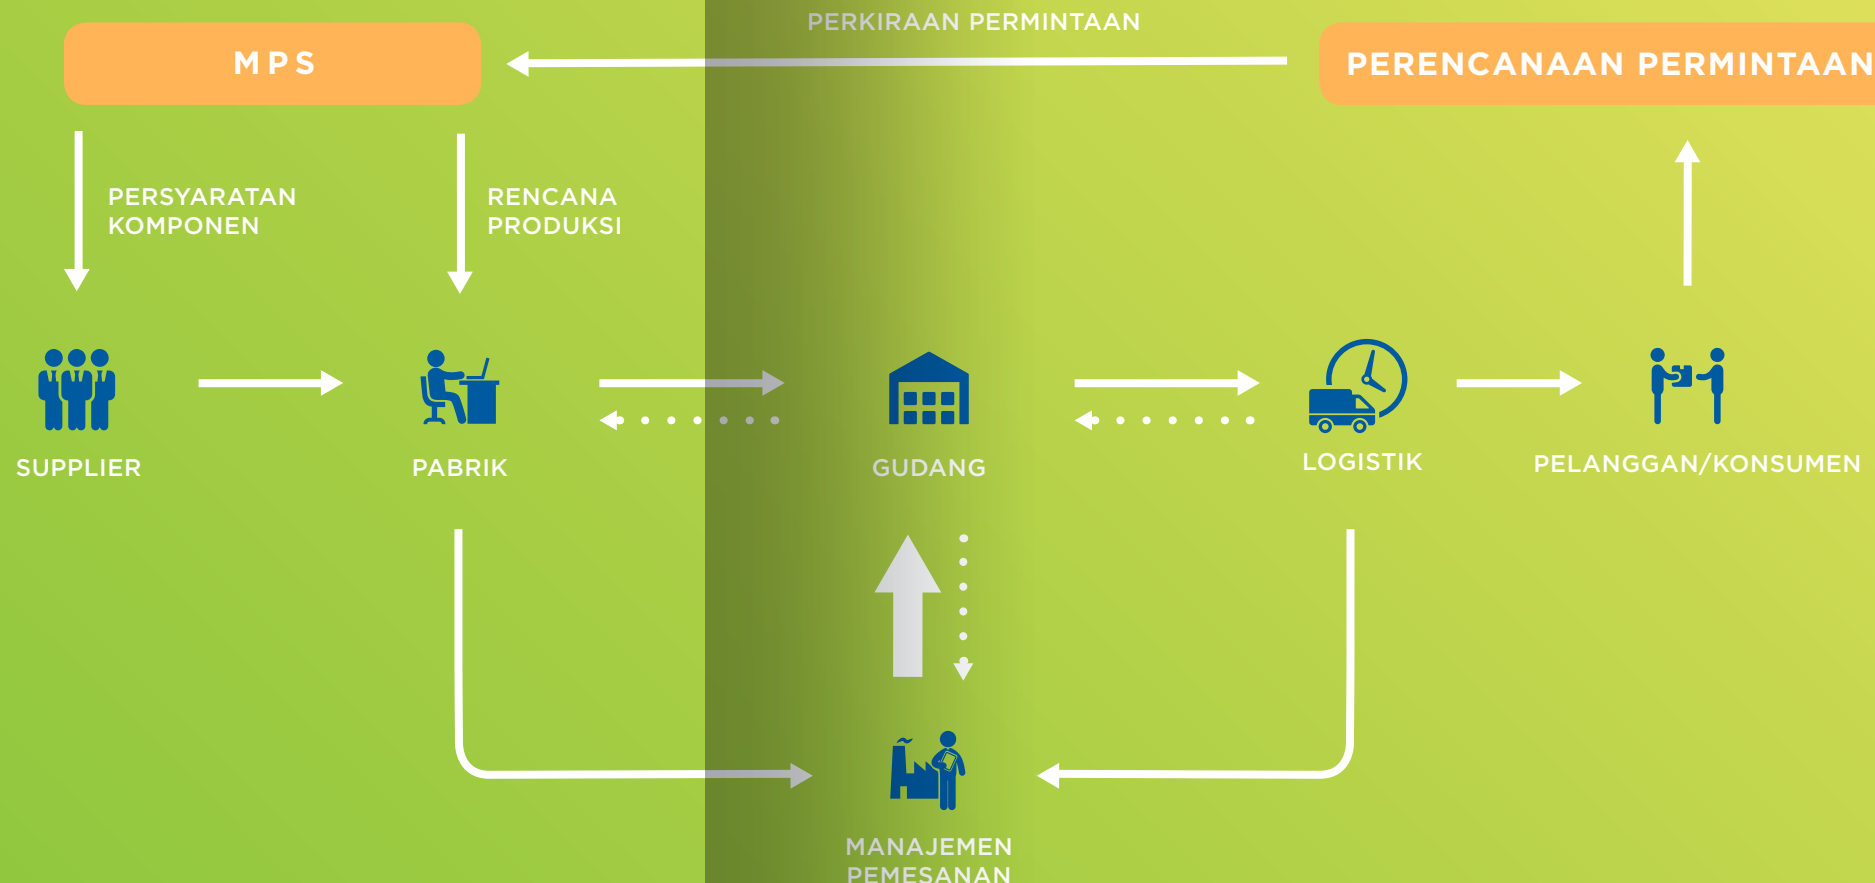 PERKIRAAN PERMINTAAN
MPS
PERENCANAAN PERMINTAAN
PERSYARATAN
KOMPONEN
RENCANA
PRODUKSI
SUPPLIER
PABRIK
GUDANG
LOGISTIK
PELANGGAN/KONSUMEN
MANAJEMEN
PEMESANAN